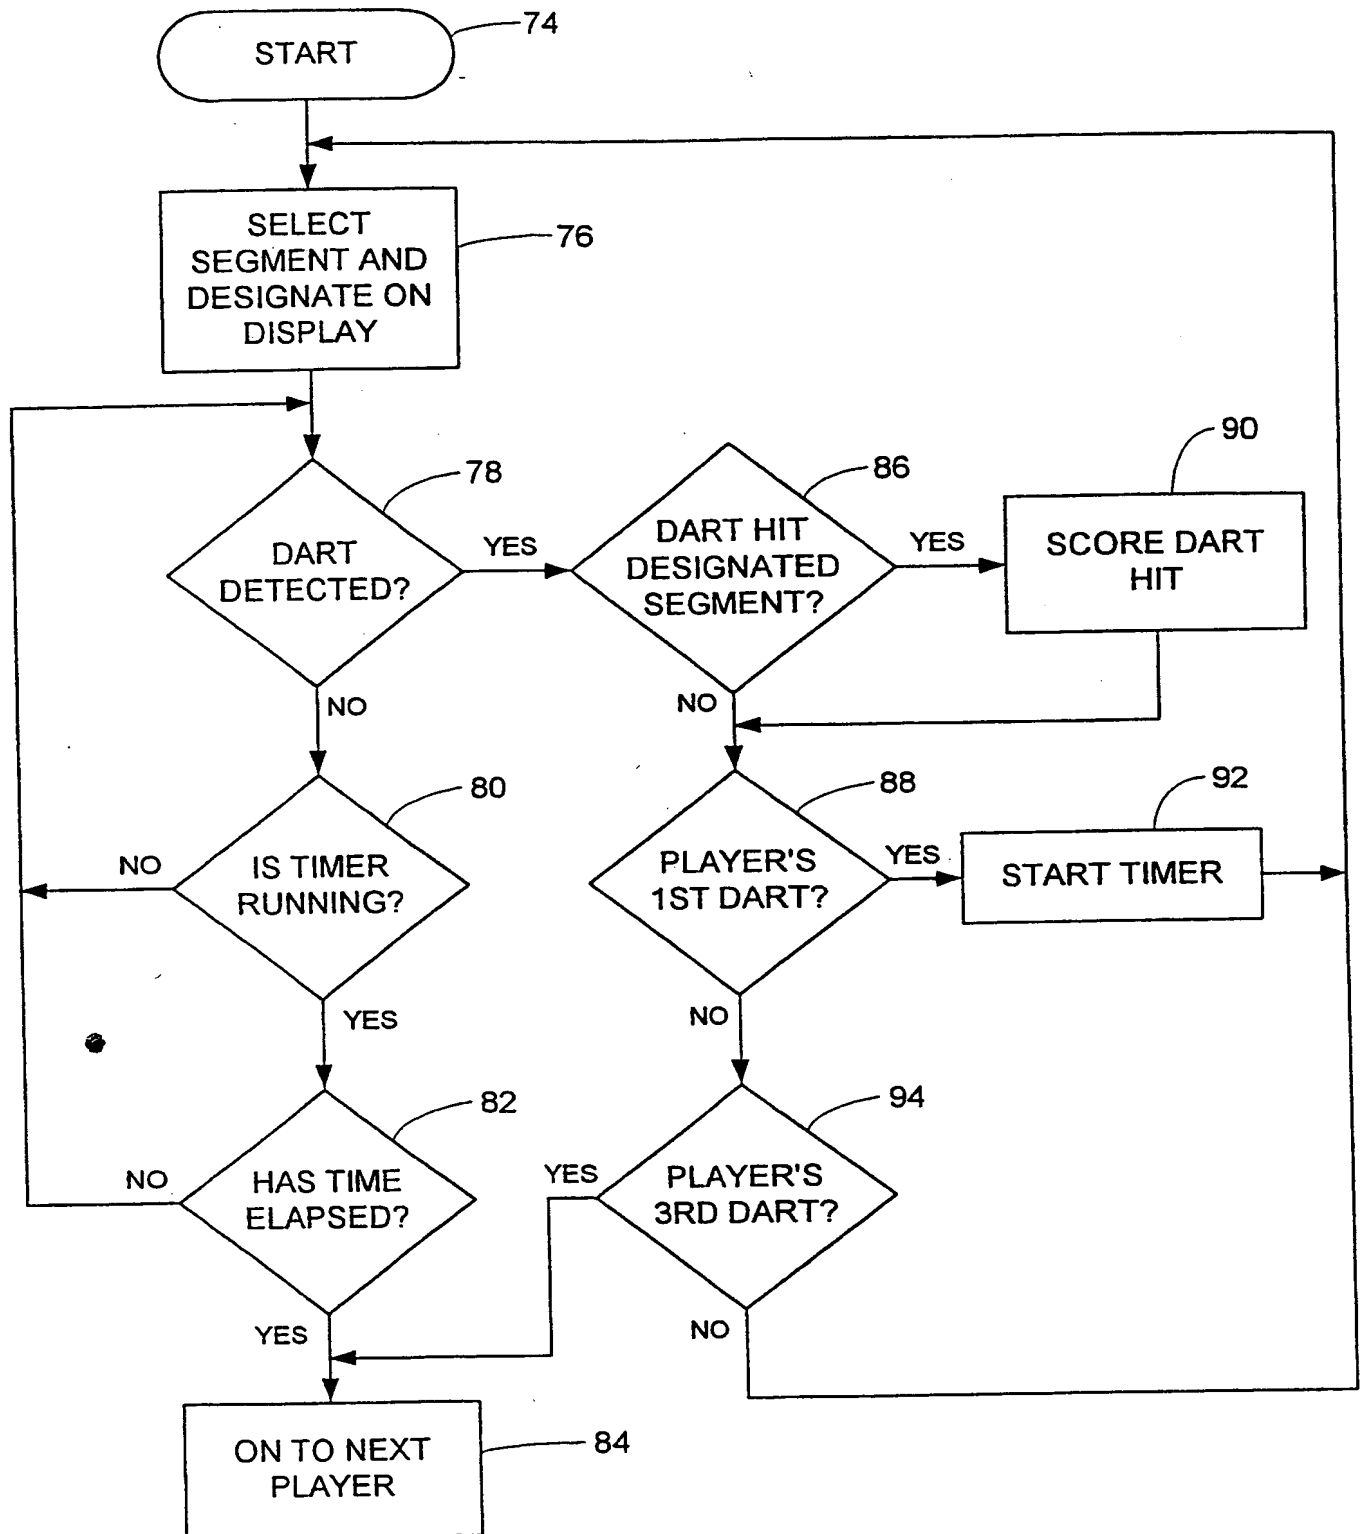 START
74
SELECT
SEGMENT AND
DESIGNATE ON
DISPLAY
76
DART
DETECTED?
78
YES
NO
DART HIT
DESIGNATED
SEGMENT?
86
YES
NO
SCORE DART
HIT
90
IS TIMER
RUNNING?
80
NO
YES
PLAYER'S
1ST DART?
88
YES
NO
START TIMER
92
HAS TIME
ELAPSED?
82
NO
YES
PLAYER'S
3RD DART?
94
YES
NO
ON TO NEXT
PLAYER
84